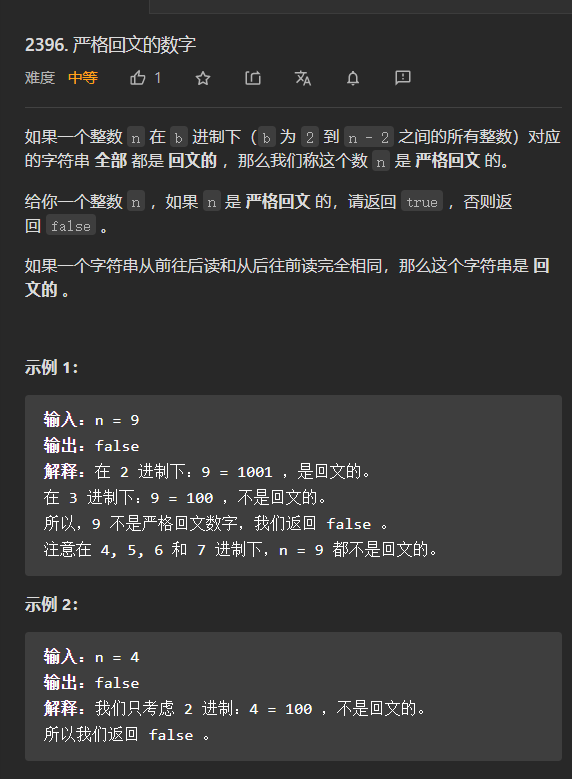 2396. 严格回文的数字
难度 中等 1
如果一个整数 n 在 b 进制下（b 为 2 到 n - 2 之间的所有整数）对应
的字符串 全部 都是 回文的 ，那么我们称这个数 n 是 严格回文 的。
给你一个整数 n ，如果 n 是 严格回文 的，请返回 true ，否则返
回 false 。
如果一个字符串从前往后读和从后往前读完全相同，那么这个字符串是 回
文的 。
示例 1：
输入：n = 9
输出：false
解释：在 2 进制下：9 = 1001 ，是回文的。
在 3 进制下：9 = 100 ，不是回文的。
所以，9 不是严格回文数字，我们返回 false 。
注意在 4, 5, 6 和 7 进制下，n = 9 都不是回文的。
示例 2：
输入：n = 4
输出：false
解释：我们只考虑 2 进制：4 = 100 ，不是回文的。
所以我们返回 false 。